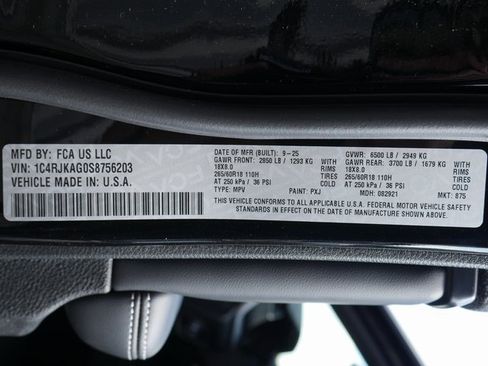 MFD BY: FCA US LLC
VIN: 1C4RJKAG0S8756203
VEHICLE MADE IN: U.S.A.
DATE OF MFR (BUILT): 9-25 GVWR: 6500 LB / 2949 KG
GAWR FRONT: 2850 LB / 1293 KG WITH GAWR REAR: 3700 LB / 1679 KG WITH
18X8.0 RIMS 18X8.0 RIMS
265/60R18 110H TIRES 265/60R18 110H TIRES
AT 250 kPa / 36 PSI COLD AT 250 kPa / 36 PSI COLD
TYPE: MPV PAINT: PXJ MDH: 082921 MKT: 875
THIS VEHICLE CONFORMS TO ALL APPLICABLE U.S.A. FEDERAL MOTOR VEHICLE SAFETY
STANDARDS IN EFFECT ON THE DATE OF MANUFACTURE SHOWN ABOVE.